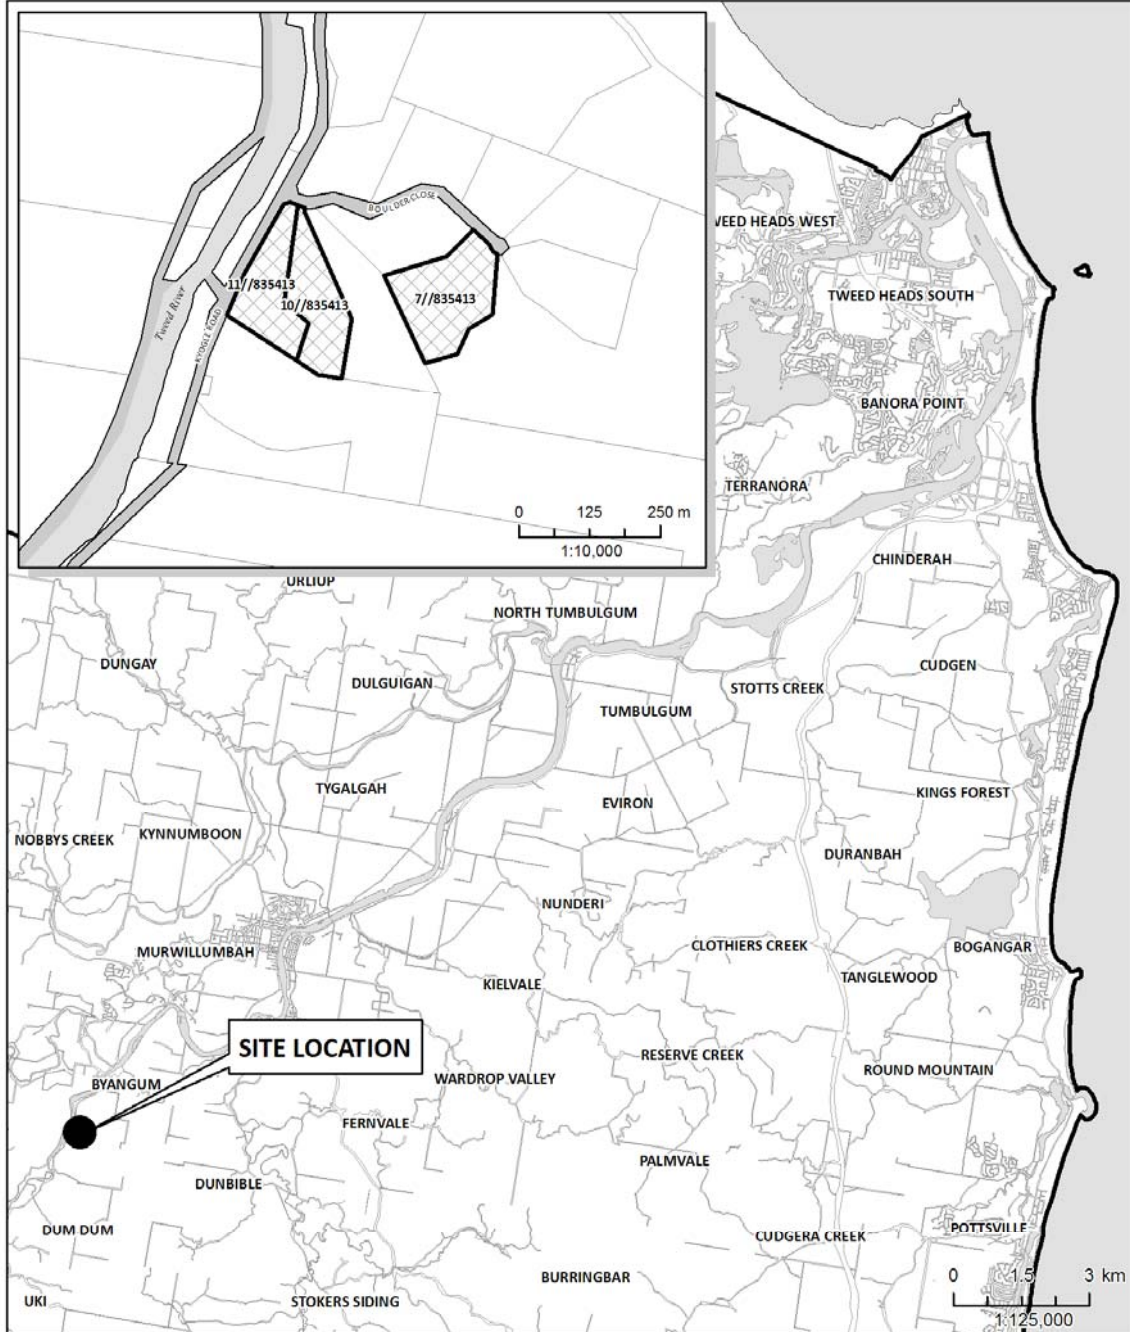 BOULDER CLOSE
11//835413
10//835413
7//835413
Tweed River
KYOGLE ROAD
0 125 250 m
1:10,000
WEED HEADS WEST
TWEED HEADS SOUTH
BANORA POINT
TERRANORA
CHINDERAH
URLIUP
NORTH TUMBULGUM
DUNGAY
DULGUIGAN
CUDGEN
STOTTS CREEK
TUMBULGUM
TYGALGAH
EVIRON
KINGS FOREST
NOBBYS CREEK
KYNNUMBOON
DURANBAH
NUNDERI
MURWILLUMBAH
CLOTHIERS CREEK
BOGANGAR
KIELVALE
TANGLEWOOD
SITE LOCATION
RESERVE CREEK
ROUND MOUNTAIN
BYANGUM
WARDROP VALLEY
FERNVALE
PALMVALE
DUNBIBLE
DUM DUM
CUDGERA CREEK
POTTSVILLE
BURRINGBAR
0 1.5 3 km
UKI
STOKERS SIDING
1:125,000